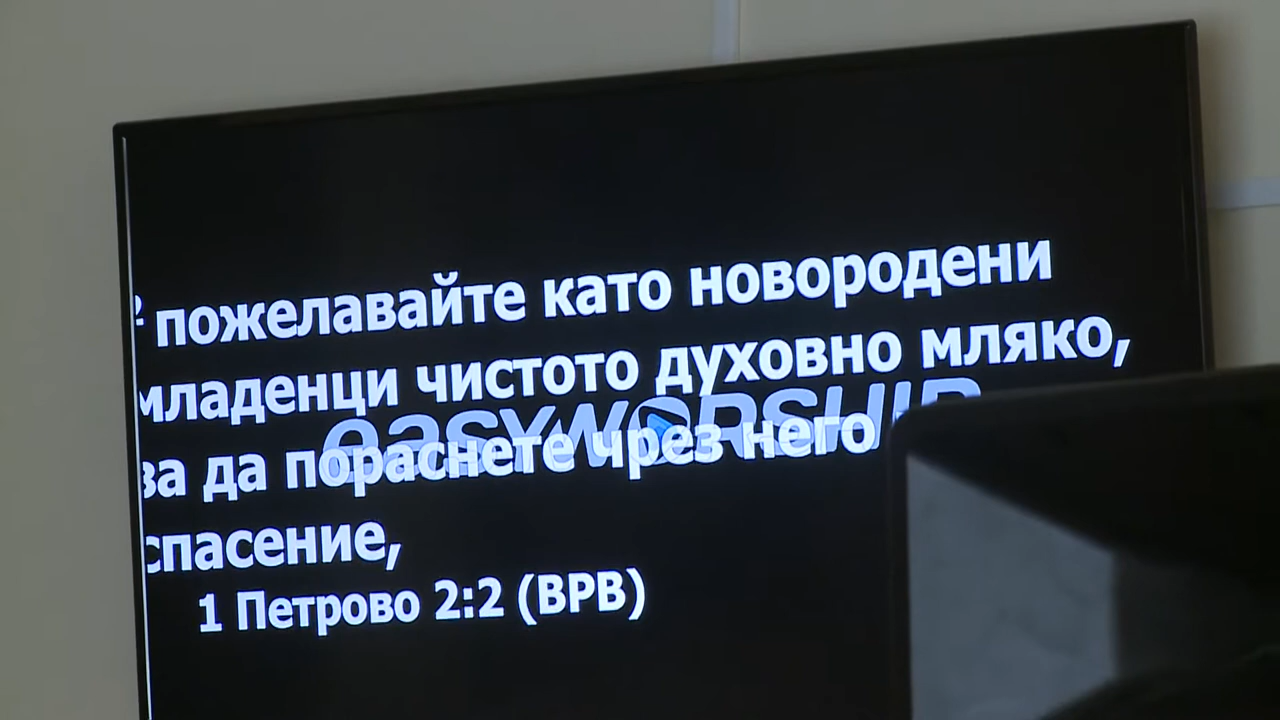 ² пожелавайте като новородени
младенци чистото духовно мляко,
за да пораснете чрез него
спасение,
1 Петрово 2:2 (ВРВ)
easyWORSHIP